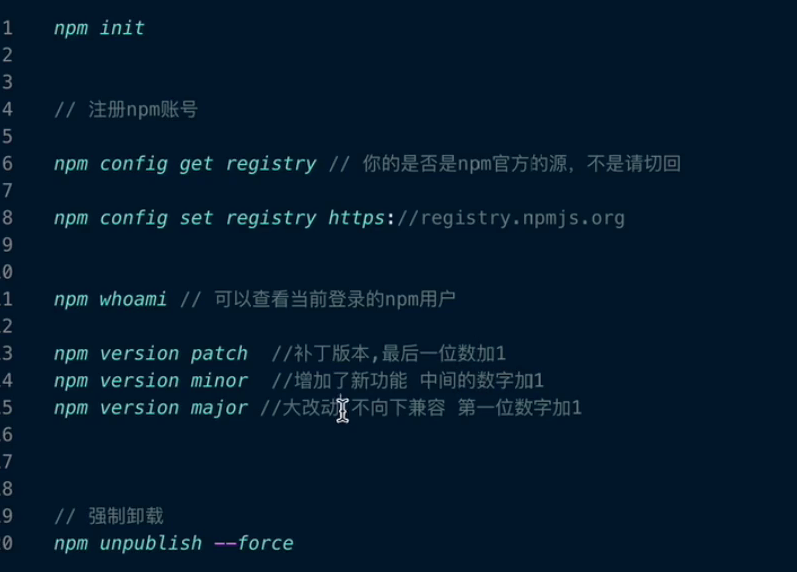 1 npm init
2
3
4 // 注册npm账号
5
6 npm config get registry // 你的是否是npm官方的源，不是请切回
7
8 npm config set registry https://registry.npmjs.org
9
0
1 npm whoami // 可以查看当前登录的npm用户
2
3 npm version patch //补丁版本,最后一位数加1
4 npm version minor //增加了新功能 中间的数字加1
5 npm version major //大改动 不向下兼容 第一位数字加1
6
7
8
9 // 强制卸载
0 npm unpublish --force